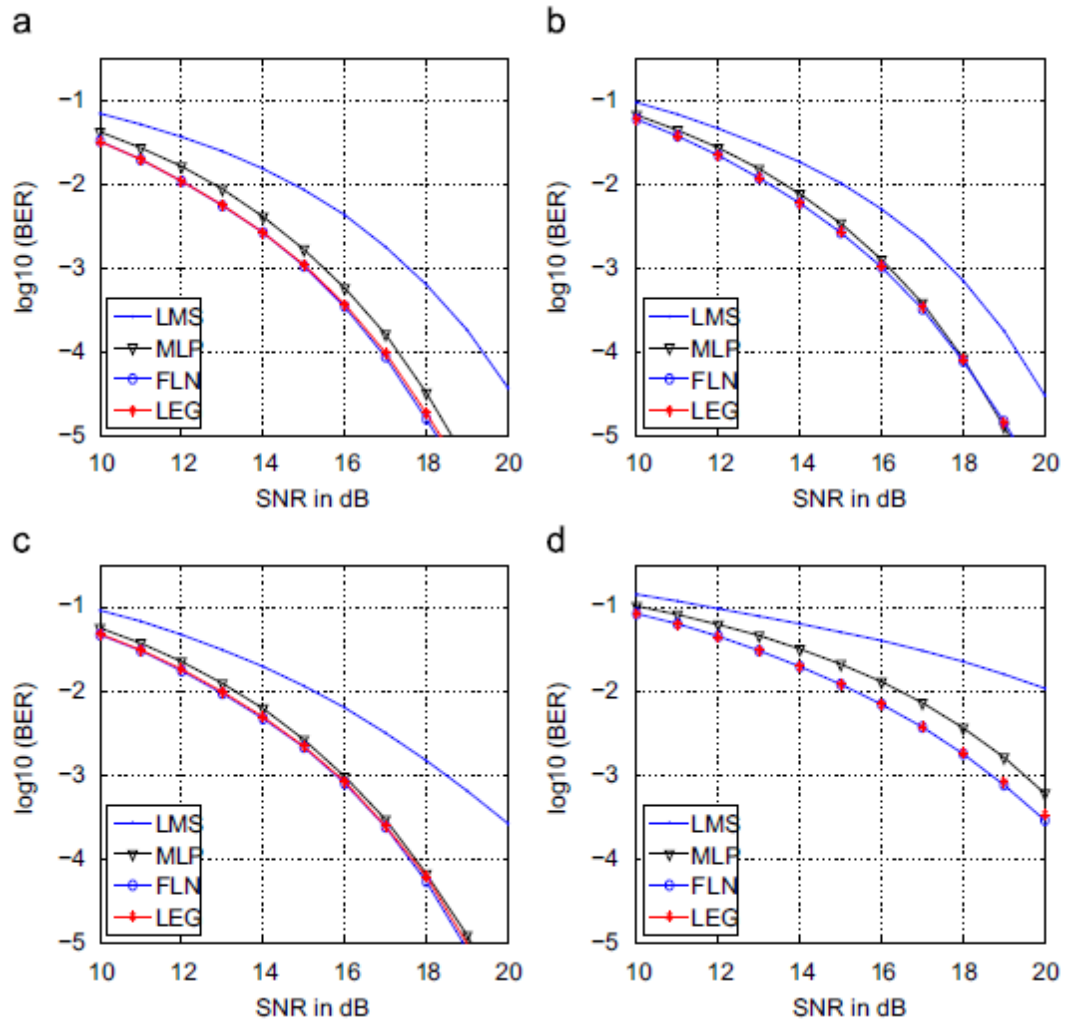 a
log10 (BER)
−1
−2
−3
−4
−5
LMS
MLP
FLN
LEG
10 12 14 16 18 20
SNR in dB
b
log10 (BER)
−1
−2
−3
−4
−5
LMS
MLP
FLN
LEG
10 12 14 16 18 20
SNR in dB
c
log10 (BER)
−1
−2
−3
−4
−5
LMS
MLP
FLN
LEG
10 12 14 16 18 20
SNR in dB
d
log10 (BER)
−1
−2
−3
−4
−5
LMS
MLP
FLN
LEG
10 12 14 16 18 20
SNR in dB